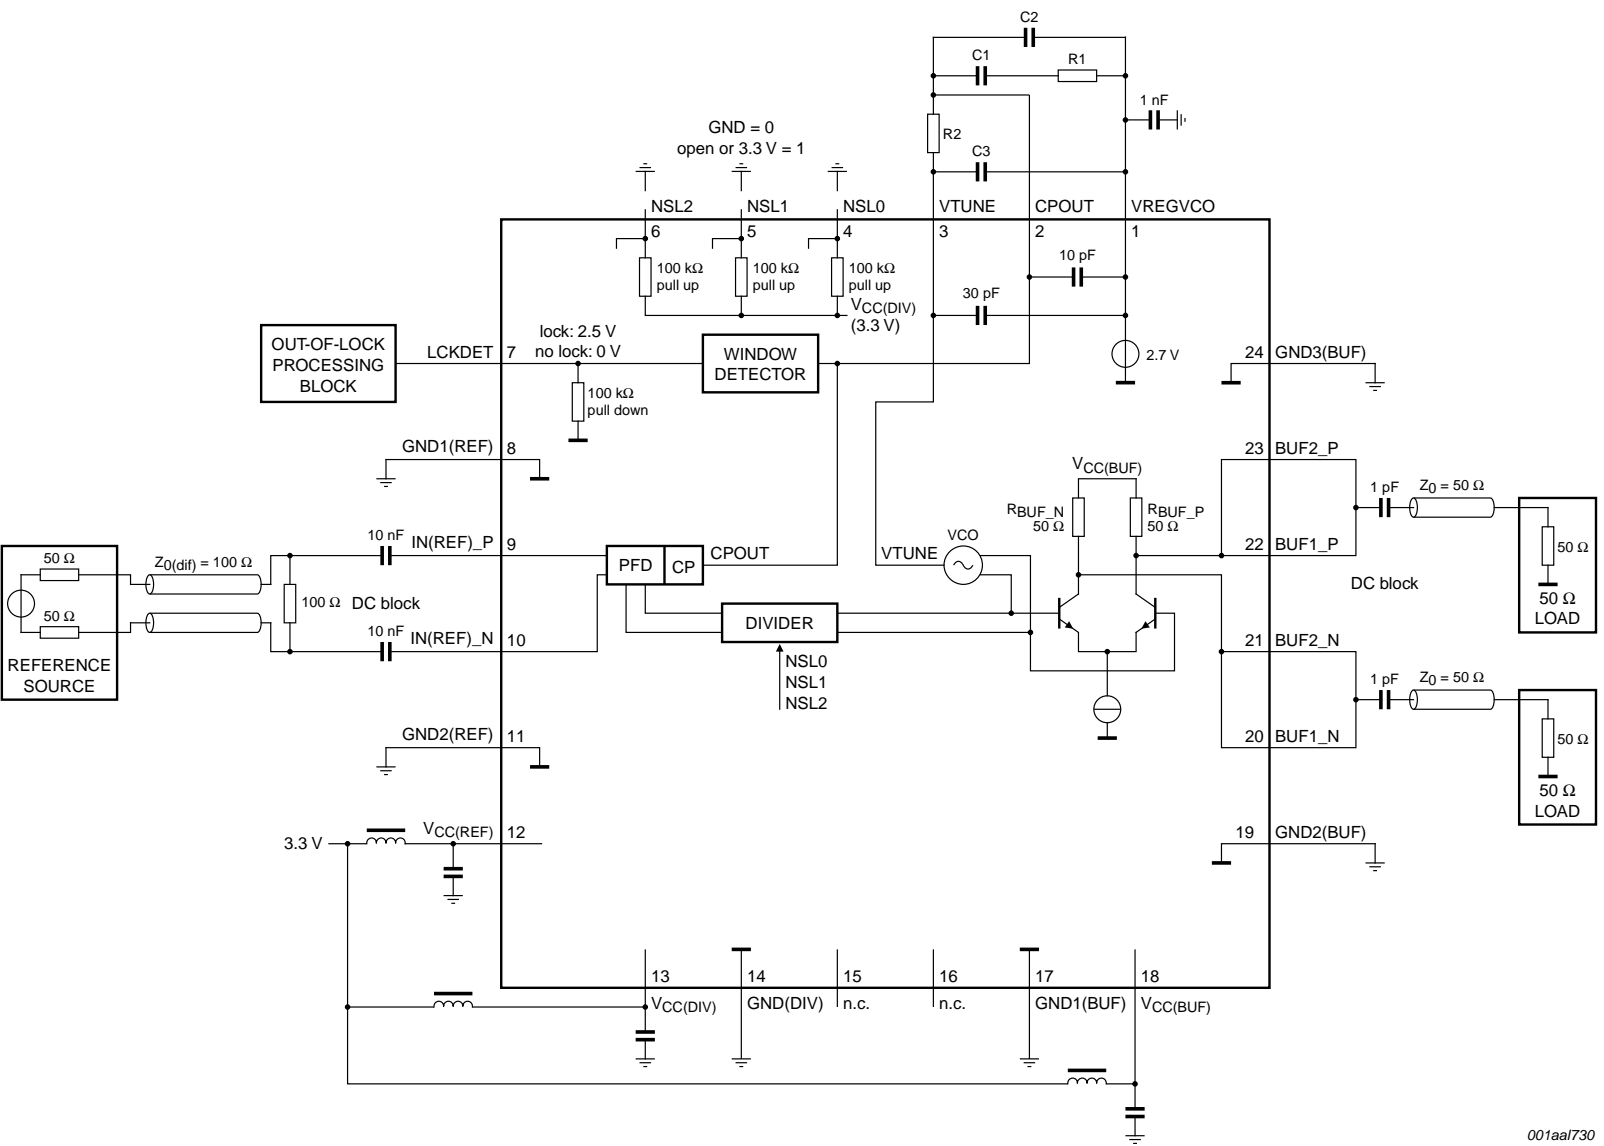 C2
C1
R1
1 nF
R2
C3
GND = 0
open or 3.3 V = 1
NSL2
NSL1
NSL0
VTUNE
CPOUT
VREGVCO
6
5
4
3
2
1
100 kΩ
pull up
100 kΩ
pull up
100 kΩ
pull up
10 pF
30 pF
VCC(DIV)
(3.3 V)
2.7 V
OUT-OF-LOCK
PROCESSING
BLOCK
LCKDET
7
lock: 2.5 V
no lock: 0 V
100 kΩ
pull down
WINDOW
DETECTOR
24
GND3(BUF)
GND1(REF)
8
23
BUF2_P
VCC(BUF)
RBUF_N
50 Ω
RBUF_P
50 Ω
1 pF
Z0 = 50 Ω
50 Ω
50 Ω
LOAD
22
BUF1_P
DC block
50 Ω
50 Ω
REFERENCE
SOURCE
Z0(dif) = 100 Ω
100 Ω
DC block
10 nF
IN(REF)_P
9
10 nF
IN(REF)_N
10
PFD
CP
CPOUT
VTUNE
VCO
DIVIDER
NSL0
NSL1
NSL2
21
BUF2_N
1 pF
Z0 = 50 Ω
50 Ω
50 Ω
LOAD
20
BUF1_N
GND2(REF)
11
3.3 V
VCC(REF)
12
19
GND2(BUF)
13
14
15
16
17
18
VCC(DIV)
GND(DIV)
n.c.
n.c.
GND1(BUF)
VCC(BUF)
001aal730